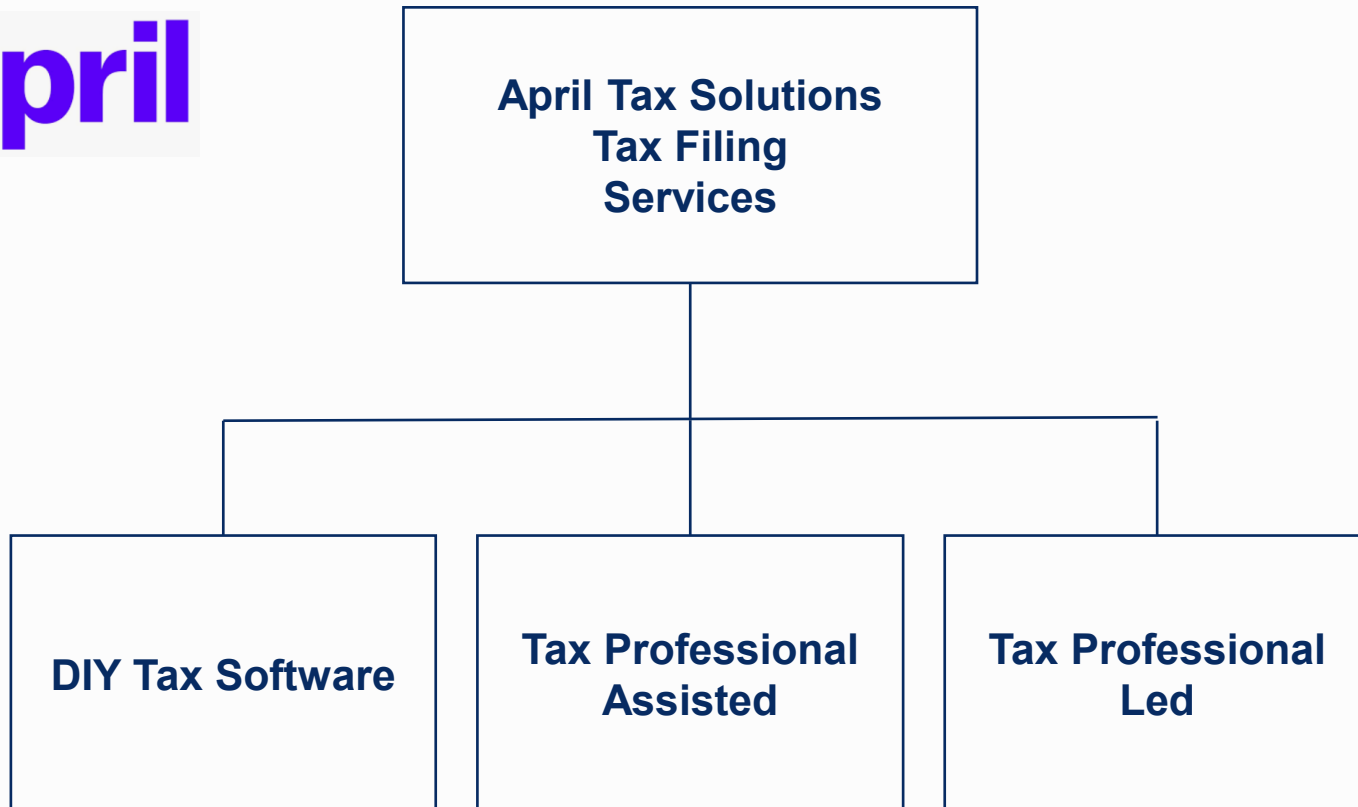 pril
April Tax Solutions
Tax Filing
Services
DIY Tax Software
Tax Professional
Assisted
Tax Professional
Led